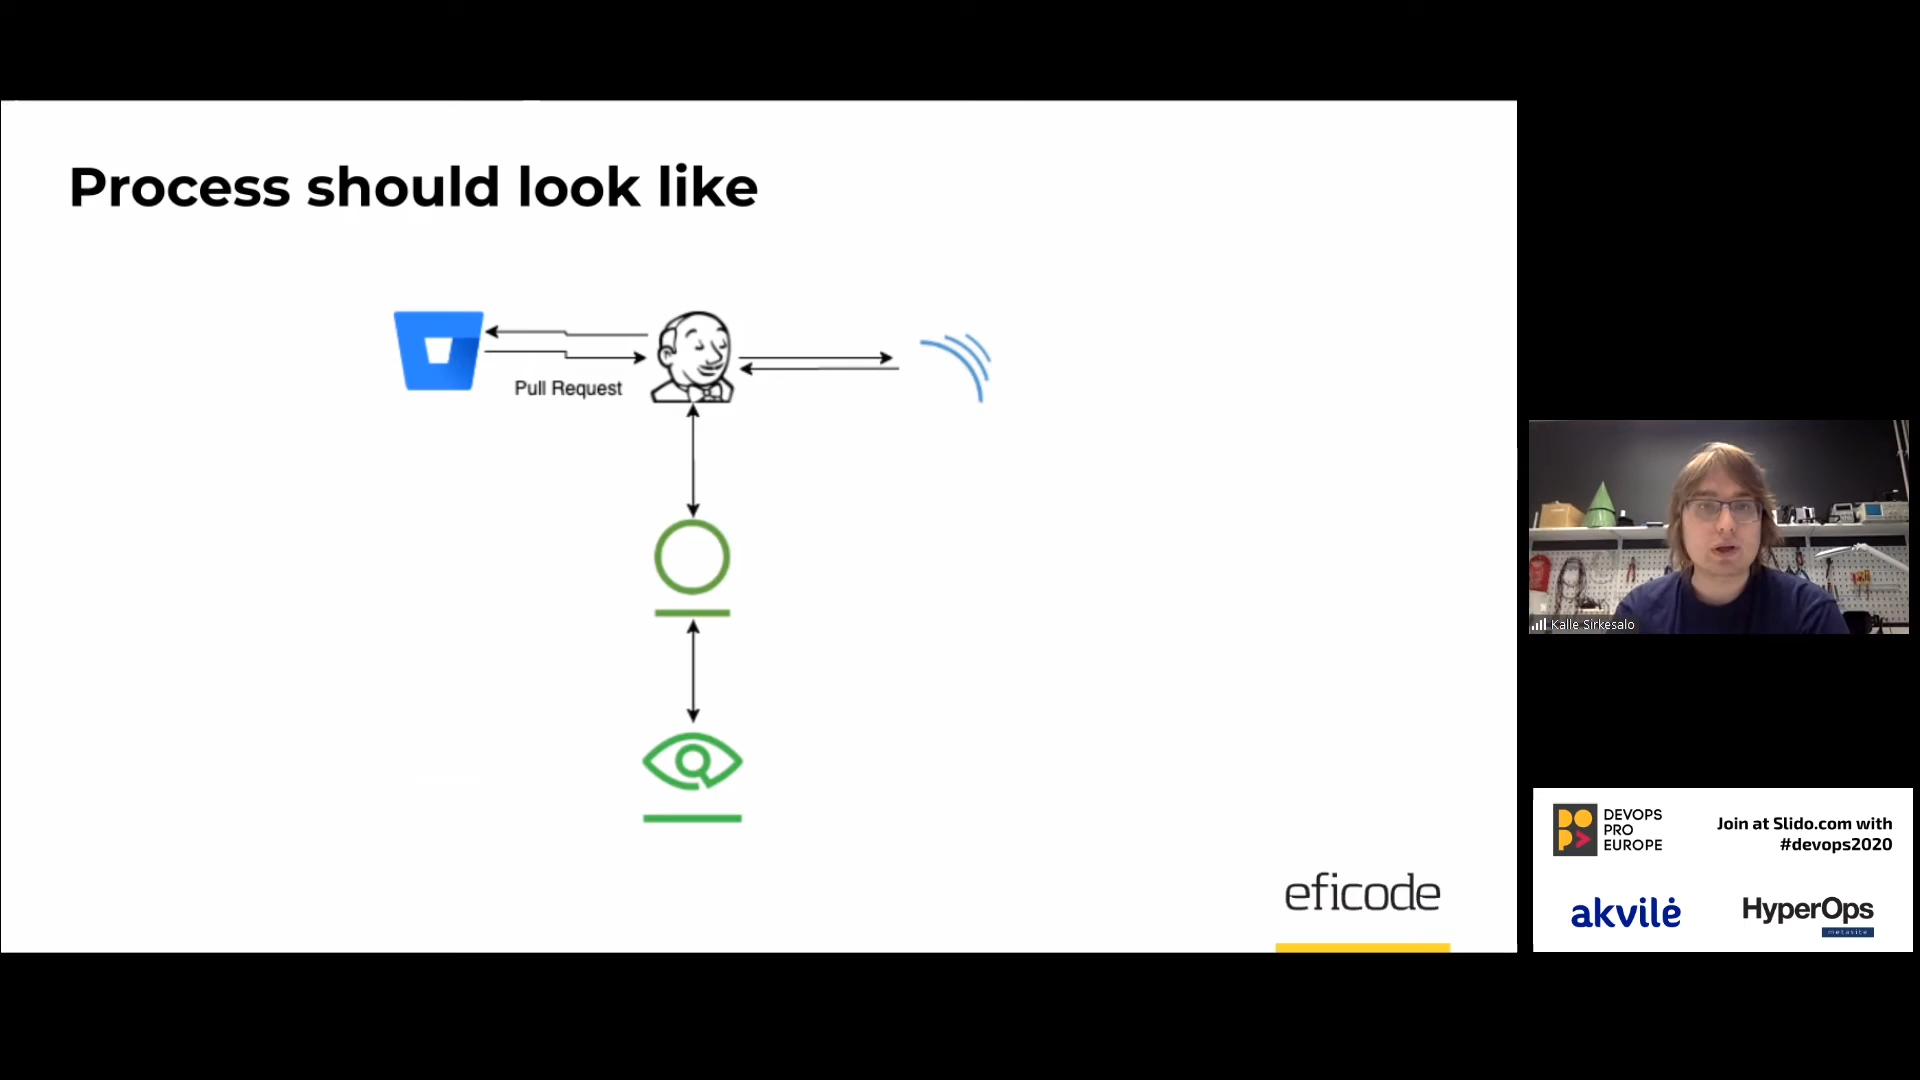 Process should look like
Pull Request
eficode
Kalle Sirkesalo
DEVOPS
PRO
EUROPE
Join at Slido.com with
#devops2020
akvilė
HyperOps
metasite